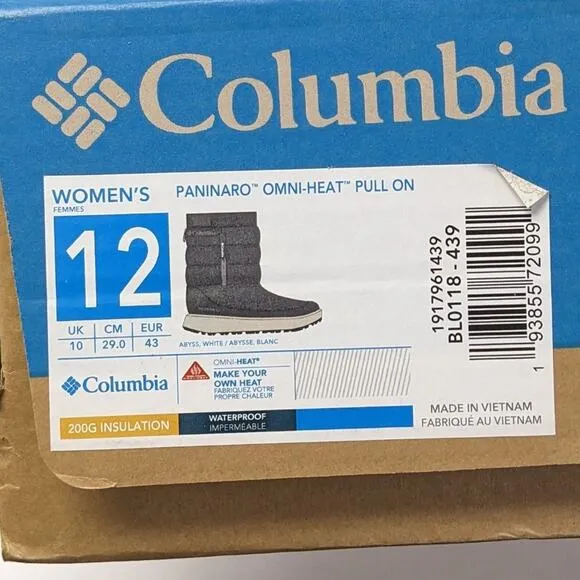 Columbia
WOMEN'S
FEMMES
PANINARO™ OMNI-HEAT™ PULL ON
12
UK CM EUR
10 29.0 43
ABYSS, WHITE / ABYSSE, BLANC
Columbia
OMNI-HEAT®
MAKE YOUR
OWN HEAT
FABRIQUEZ VOTRE
PROPRE CHALEUR
200G INSULATION
WATERPROOF
IMPERMÉABLE
1917961439
BL0118 - 439
1 93855 72099
MADE IN VIETNAM
FABRIQUÉ AU VIETNAM